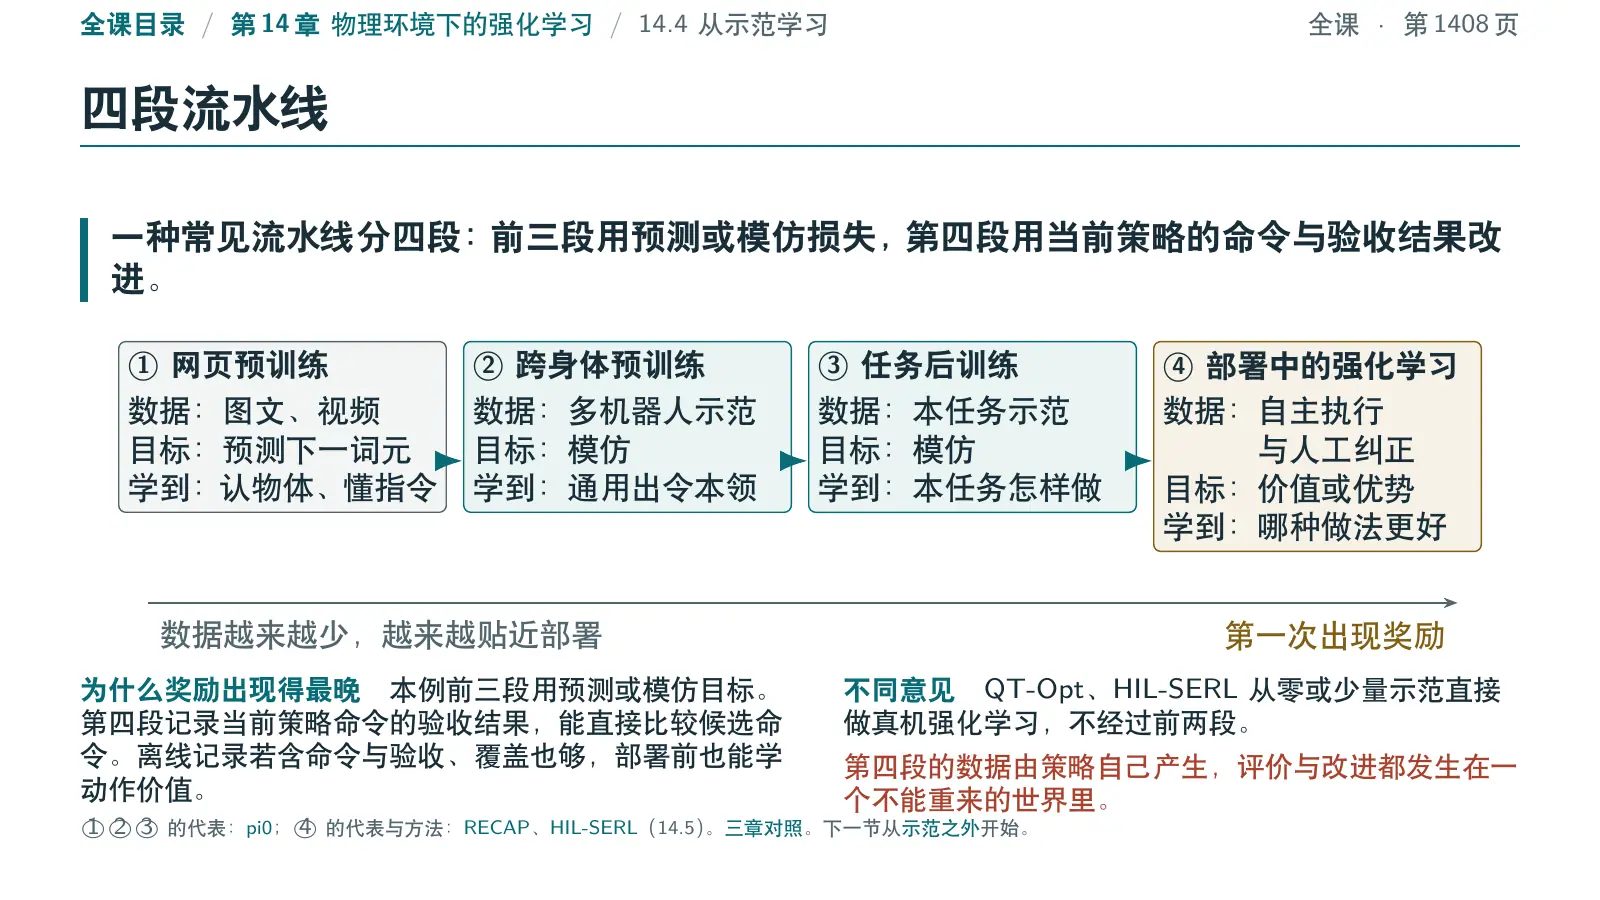 全课目录 / 第 14 章 物理环境下的强化学习 / 14.4 从示范学习
全课 · 第 1408 页
四段流水线
一种常见流水线分四段：前三段用预测或模仿损失，第四段用当前策略的命令与验收结果改
进。
① 网页预训练
数据：图文、视频
目标：预测下一词元
学到：认物体、懂指令
② 跨身体预训练
数据：多机器人示范
目标：模仿
学到：通用出令本领
③ 任务后训练
数据：本任务示范
目标：模仿
学到：本任务怎样做
④ 部署中的强化学习
数据：自主执行
与人工纠正
目标：价值或优势
学到：哪种做法更好
数据越来越少，越来越贴近部署
第一次出现奖励
为什么奖励出现得最晚 本例前三段用预测或模仿目标。
第四段记录当前策略命令的验收结果，能直接比较候选命
令。离线记录若含命令与验收、覆盖也够，部署前也能学
动作价值。
不同意见 QT-Opt、HIL-SERL 从零或少量示范直接
做真机强化学习，不经过前两段。
第四段的数据由策略自己产生，评价与改进都发生在一
个不能重来的世界里。
①②③ 的代表：pi0；④ 的代表与方法：RECAP、HIL-SERL（14.5）。三章对照。下一节从示范之外开始。